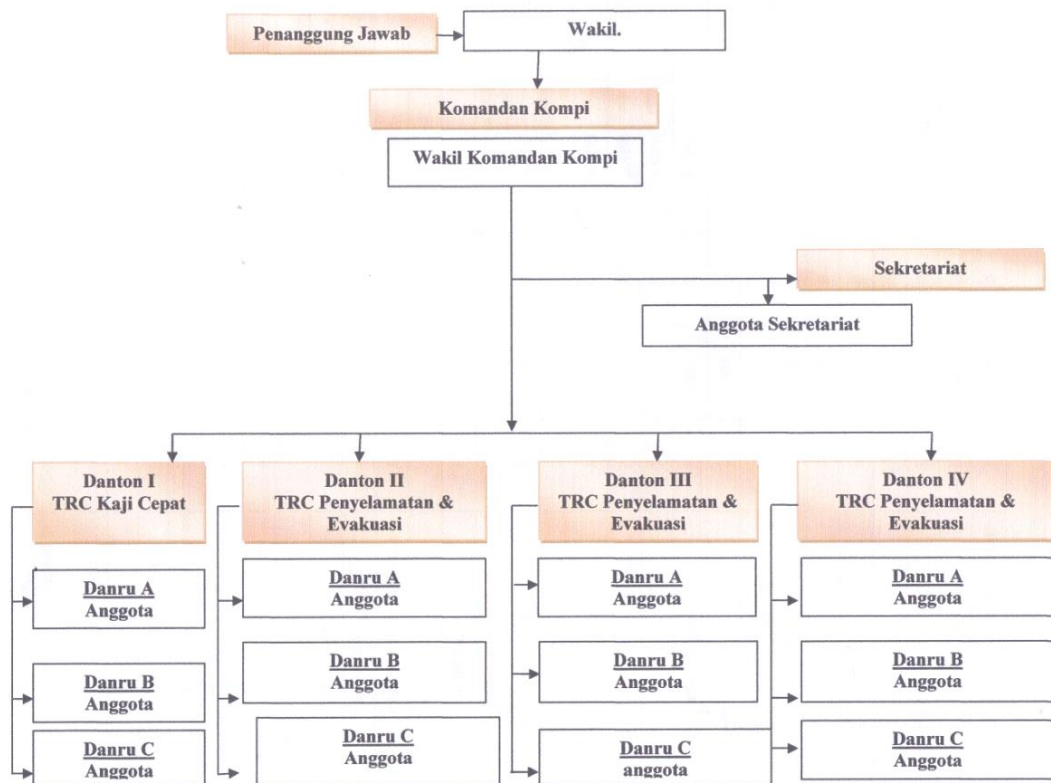 Penanggung Jawab
Wakil.
Komandan Kompi
Wakil Komandan Kompi
Sekretariat
Anggota Sekretariat
Danton I
TRC Kaji Cepat
Danru A
Anggota
Danru B
Anggota
Danru C
Anggota
Danton II
TRC Penyelamatan &
Evakuasi
Danru A
Anggota
Danru B
Anggota
Danru C
Anggota
Danton III
TRC Penyelamatan &
Evakuasi
Danru A
Anggota
Danru B
Anggota
Danru C
anggota
Danton IV
TRC Penyelamatan &
Evakuasi
Danru A
Anggota
Danru B
Anggota
Danru C
Anggota